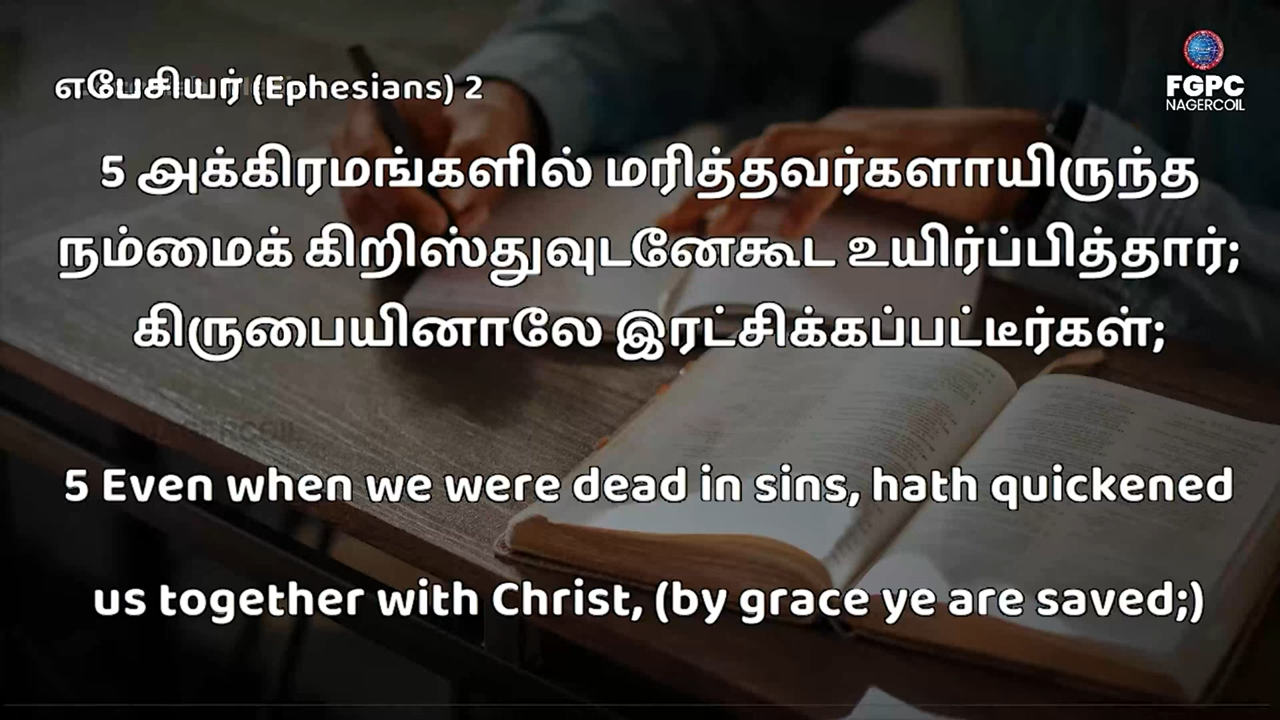 எபேசியர் (Ephesians) 2
FGPC
NAGERCOIL
5 அக்கிரமங்களில் மரித்தவர்களாயிருந்த
நம்மைக் கிறிஸ்துவுடனேகூட உயிர்ப்பித்தார்;
கிருபையினாலே இரட்சிக்கப்பட்டீர்கள்;
NAGERCOIL
5 Even when we were dead in sins, hath quickened
us together with Christ, (by grace ye are saved;)